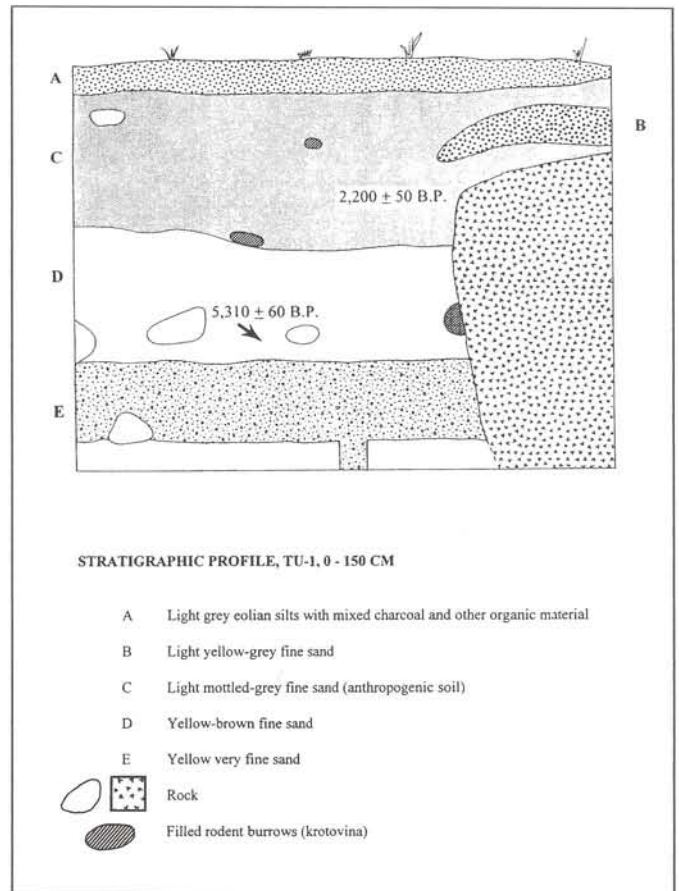 A
B
C
2,200 ± 50 B.P.
D
5,310 ± 60 B.P.
E
STRATIGRAPHIC PROFILE, TU-1, 0 - 150 CM
A Light grey eolian silts with mixed charcoal and other organic material
B Light yellow-grey fine sand
C Light mottled-grey fine sand (anthropogenic soil)
D Yellow-brown fine sand
E Yellow very fine sand
Rock
Filled rodent burrows (krotovina)